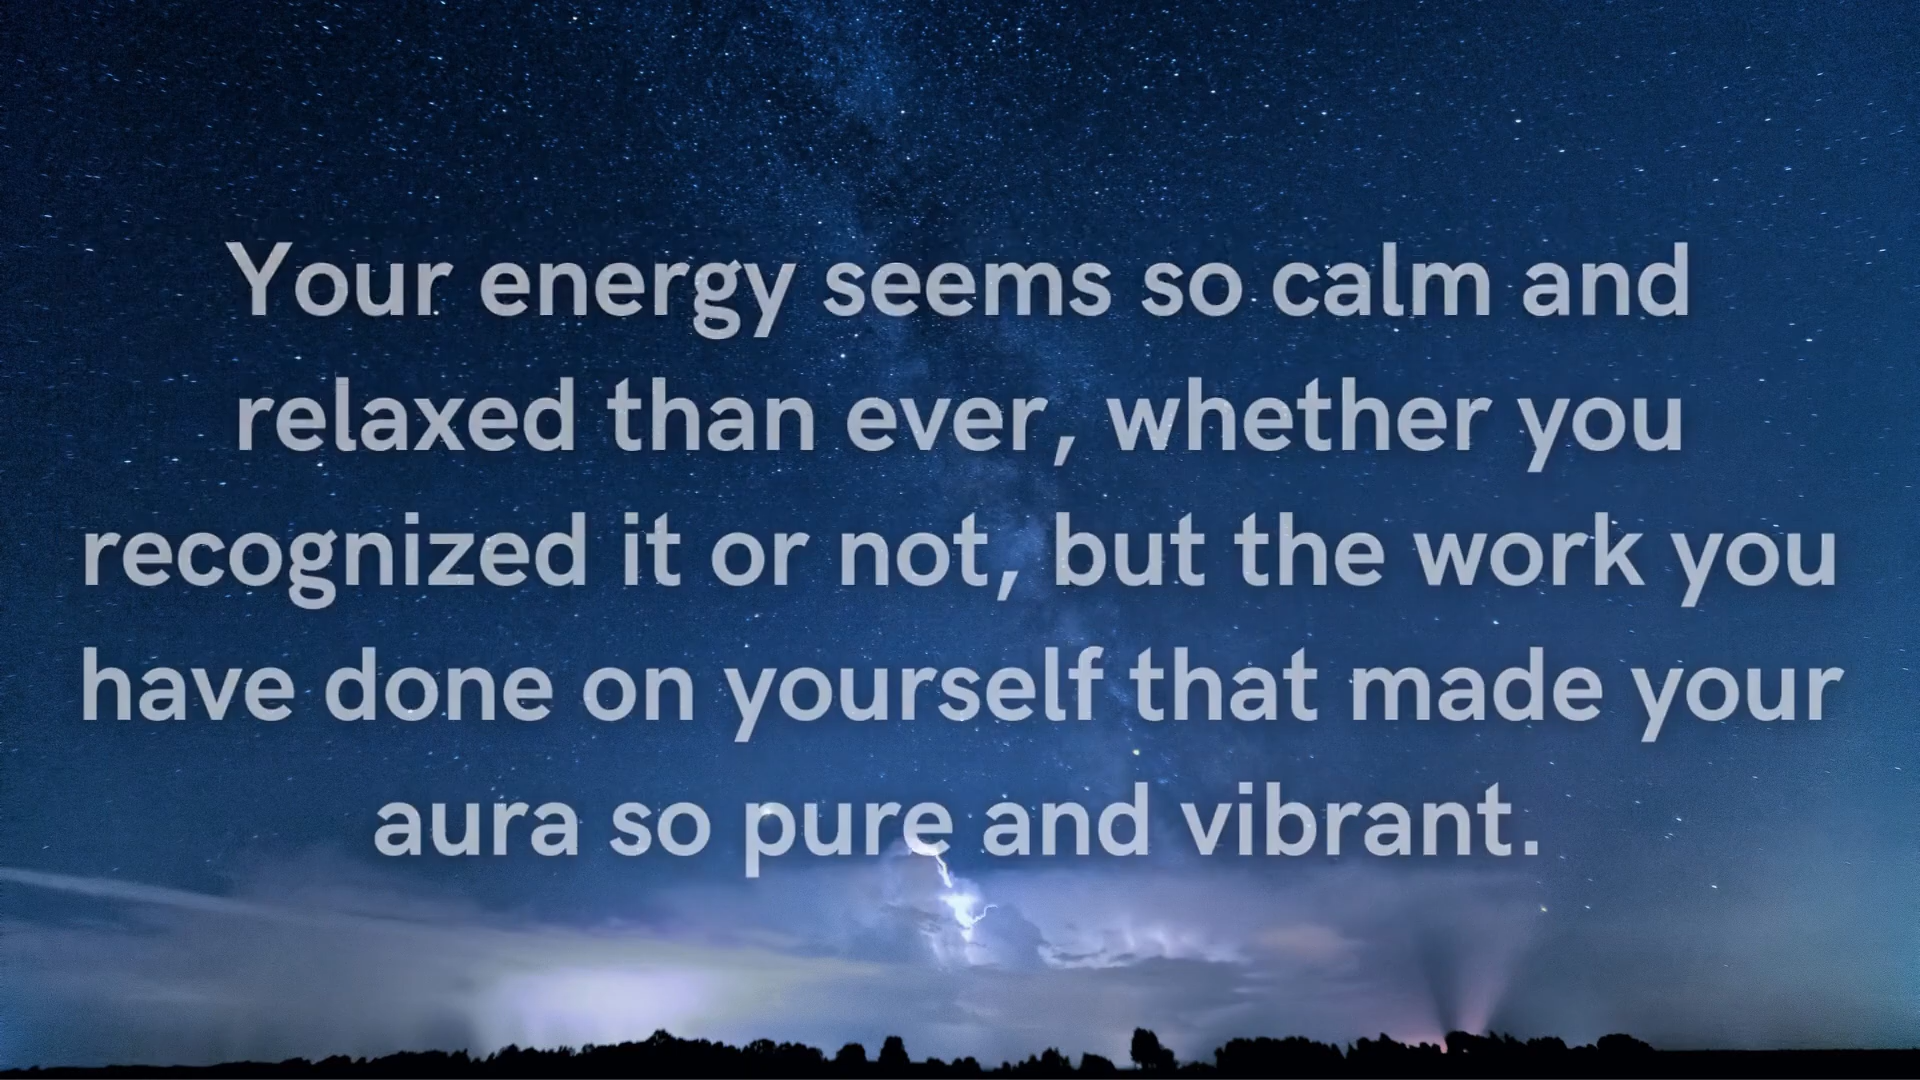 Your energy seems so calm and
relaxed than ever, whether you
recognized it or not, but the work you
have done on yourself that made your
aura so pure and vibrant.